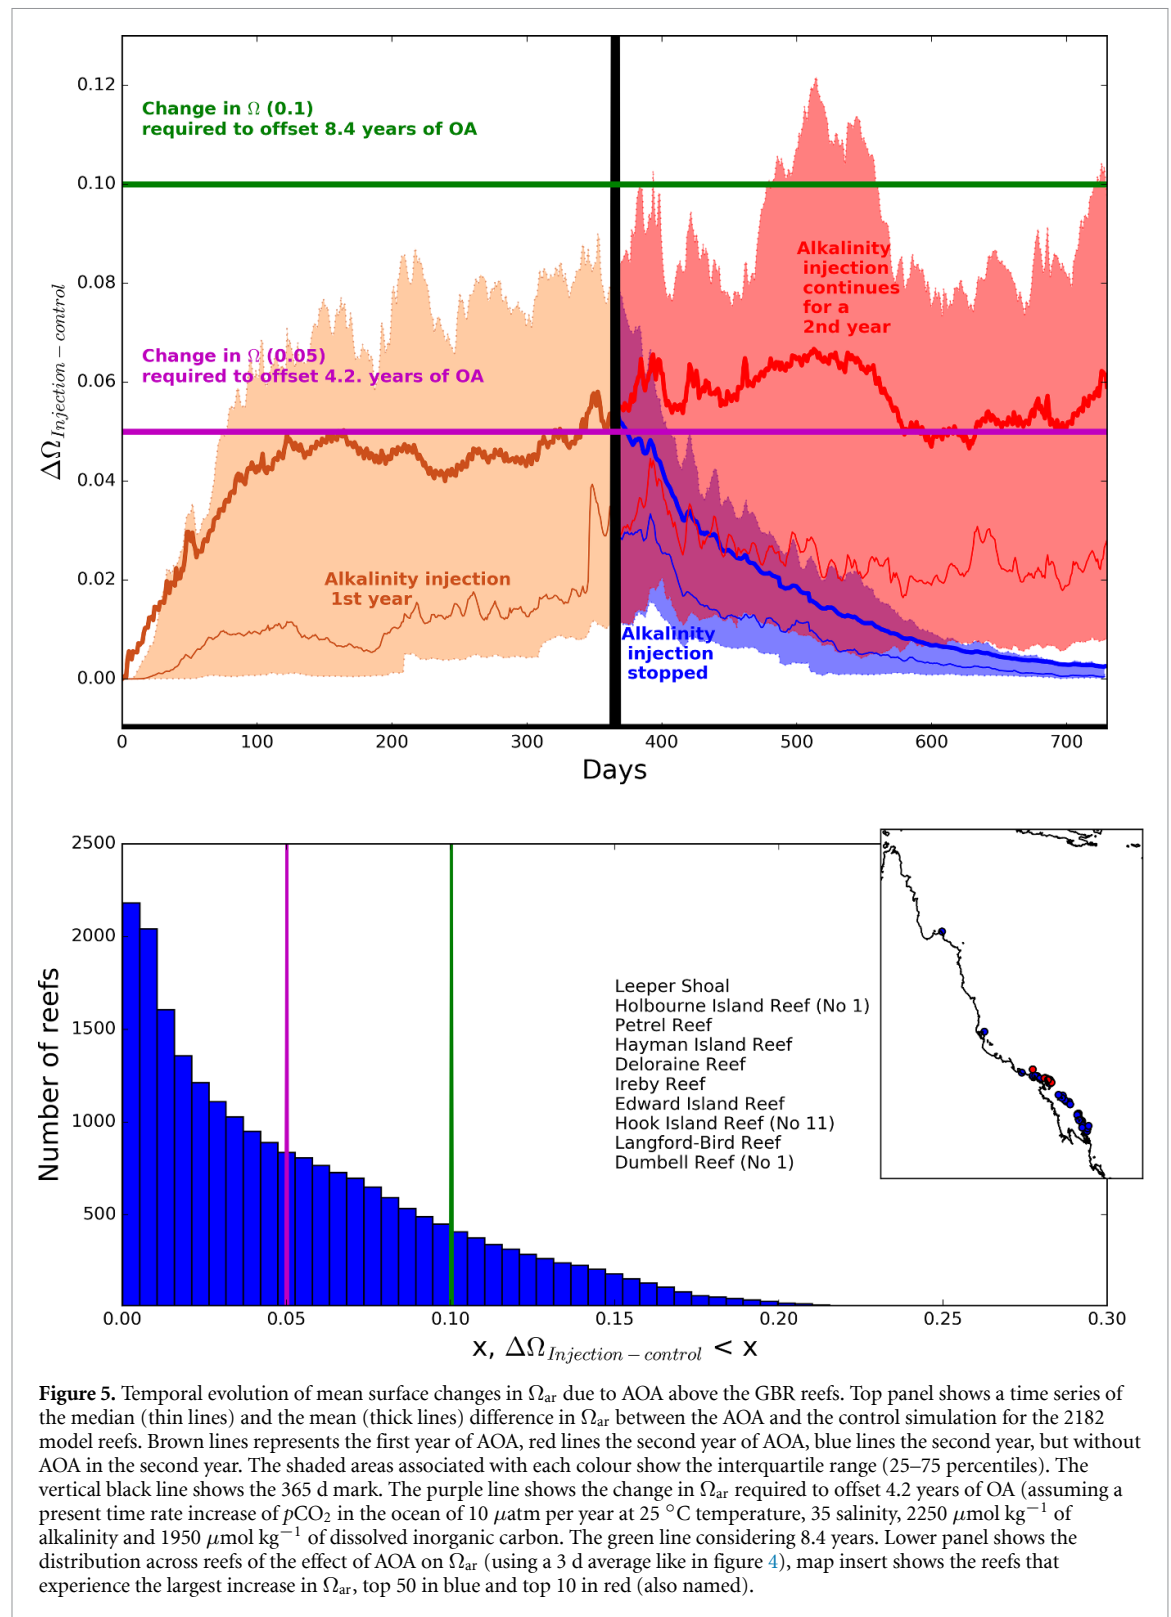 0.12
0.10
0.08
0.06
0.04
0.02
0.00
ΔΩInjection−control
Change in Ω (0.1)
required to offset 8.4 years of OA
Change in Ω (0.05)
required to offset 4.2. years of OA
Alkalinity injection
1st year
Alkalinity
injection
continues
for a
2nd year
Alkalinity
injection
stopped
0 100 200 300 400 500 600 700
Days
2500
2000
1500
1000
500
Number of reefs
Leeper Shoal
Holbourne Island Reef (No 1)
Petrel Reef
Hayman Island Reef
Deloraine Reef
Ireby Reef
Edward Island Reef
Hook Island Reef (No 11)
Langford-Bird Reef
Dumbell Reef (No 1)
0.00 0.05 0.10 0.15 0.20 0.25 0.30
x, ΔΩInjection−control < x
Figure 5. Temporal evolution of mean surface changes in Ωar due to AOA above the GBR reefs. Top panel shows a time series of
the median (thin lines) and the mean (thick lines) difference in Ωar between the AOA and the control simulation for the 2182
model reefs. Brown lines represents the first year of AOA, red lines the second year of AOA, blue lines the second year, but without
AOA in the second year. The shaded areas associated with each colour show the interquartile range (25–75 percentiles). The
vertical black line shows the 365 d mark. The purple line shows the change in Ωar required to offset 4.2 years of OA (assuming a
present time rate increase of pCO2 in the ocean of 10 μatm per year at 25 °C temperature, 35 salinity, 2250 μmol kg−1 of
alkalinity and 1950 μmol kg−1 of dissolved inorganic carbon. The green line considering 8.4 years. Lower panel shows the
distribution across reefs of the effect of AOA on Ωar (using a 3 d average like in figure 4), map insert shows the reefs that
experience the largest increase in Ωar, top 50 in blue and top 10 in red (also named).